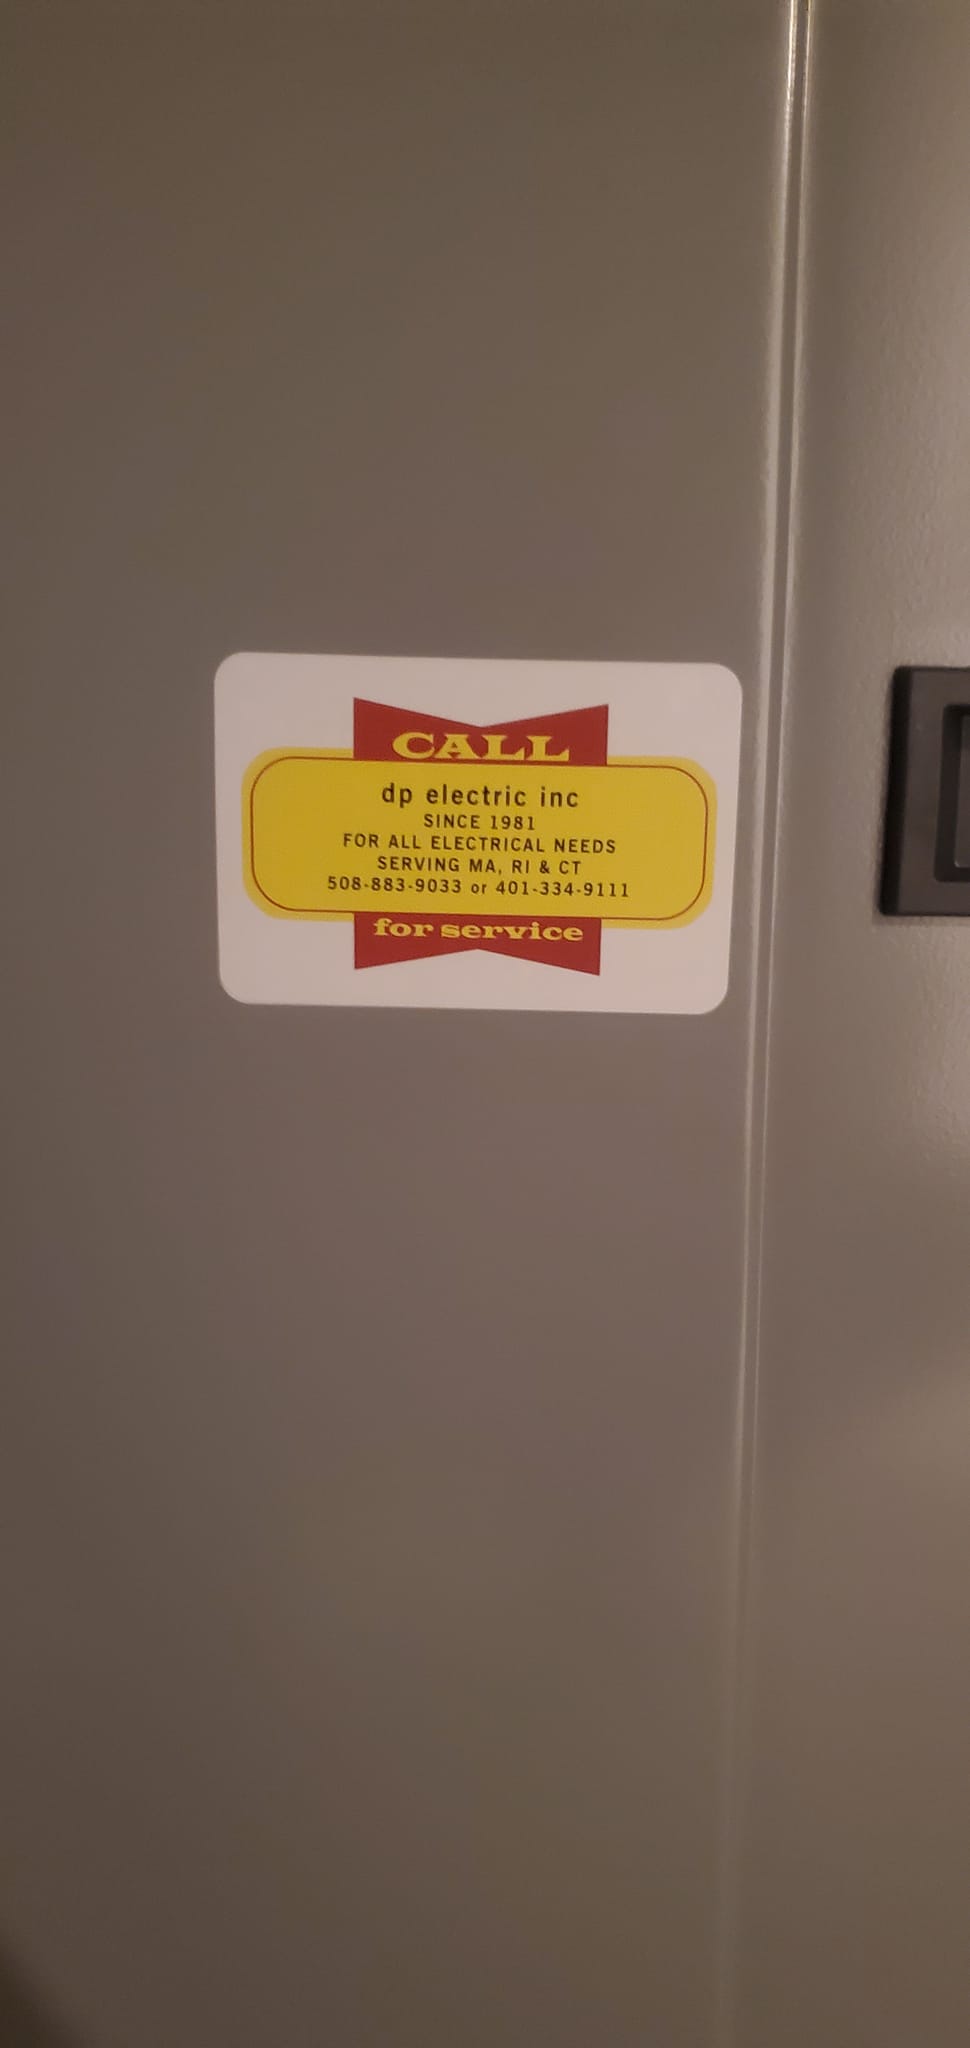 CALL
dp electric inc
SINCE 1981
FOR ALL ELECTRICAL NEEDS
SERVING MA, RI & CT
508-883-9033 or 401-334-9111
for service